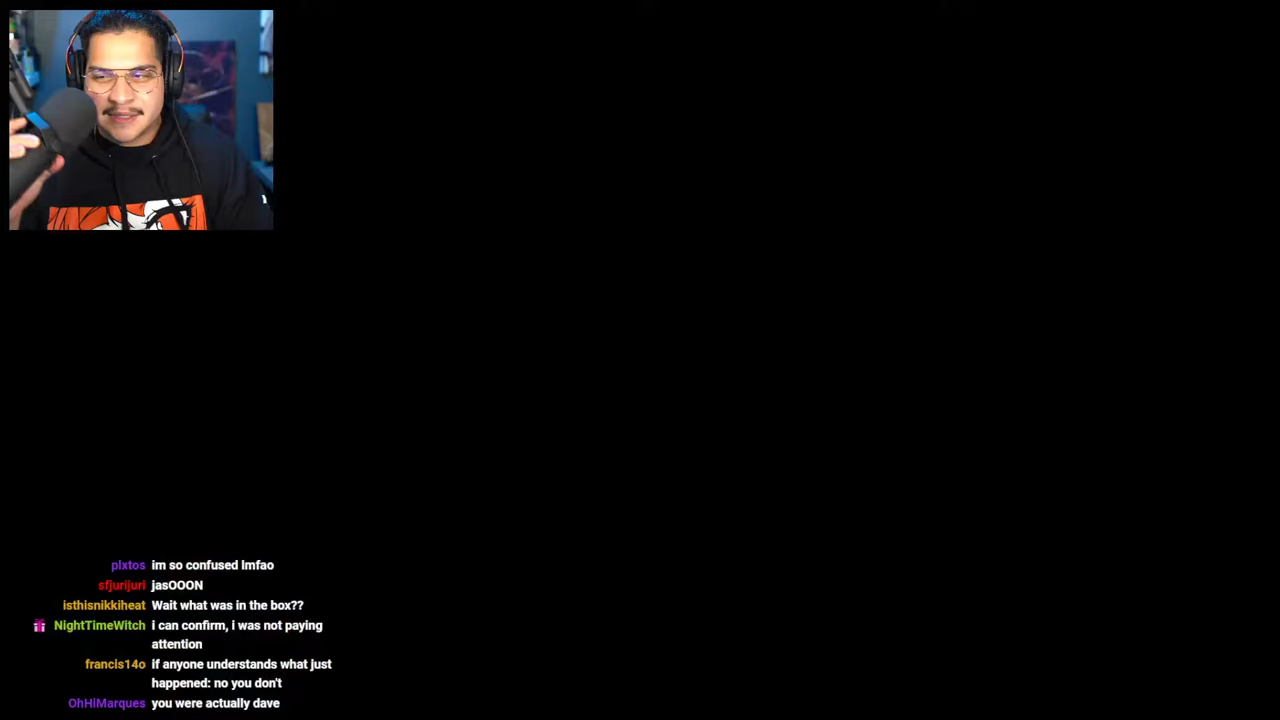 plxtos im so confused lmfao
sfjurijuri jasOOON
isthisnikkiheat Wait what was in the box??
NightTimeWitch i can confirm, i was not paying
attention
francis14o if anyone understands what just
happened: no you don't
OhHiMarques you were actually dave